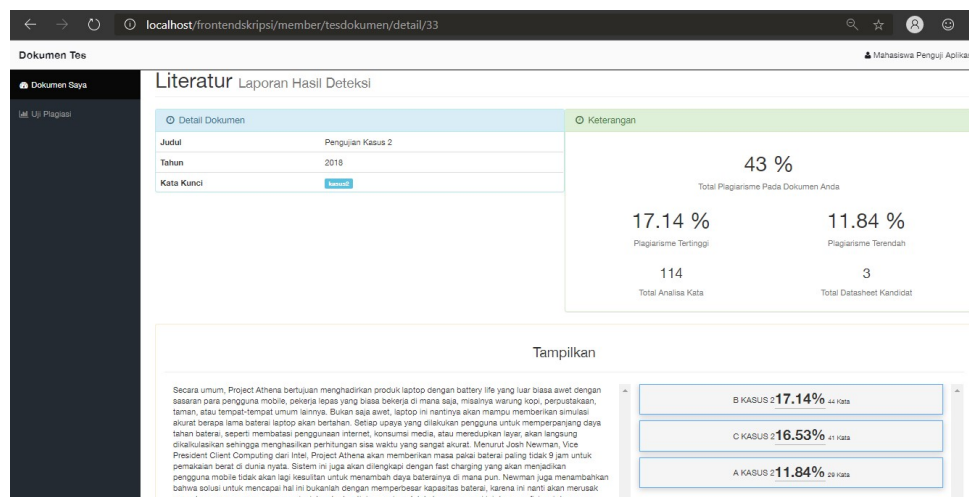 localhost/frontendskripsi/member/tesdokumen/detail/33
Dokumen Tes
Mahasiswa Penguji Aplikas
Dokumen Saya
Uji Plagiasi
Literatur Laporan Hasil Deteksi
Detail Dokumen
Judul Pengujian Kasus 2
Tahun 2018
Kata Kunci kasus2
Keterangan
43 %
Total Plagiarisme Pada Dokumen Anda
17.14 % 11.84 %
Plagiarisme Tertinggi Plagiarisme Terendah
114 3
Total Analisa Kata Total Datasheet Kandidat
Tampilkan
Secara umum, Project Athena bertujuan menghadirkan produk laptop dengan battery life yang luar biasa awet dengan
sasaran para pengguna mobile, pekerja lepas yang biasa bekerja di mana saja, misalnya warung kopi, perpustakaan,
taman, atau tempat-tempat umum lainnya. Bukan saja awet, laptop ini nantinya akan mampu memberikan simulasi
akurat berapa lama baterai laptop akan bertahan. Setiap upaya yang dilakukan pengguna untuk memperpanjang daya
tahan baterai, seperti membatasi penggunaan internet, konsumsi media, atau meredupkan layar, akan langsung
dikalkulasikan sehingga menghasilkan perhitungan sisa waktu yang sangat akurat. Menurut Josh Newman, Vice
President Client Computing dari Intel, Project Athena akan memberikan masa pakai baterai paling tidak 9 jam untuk
pemakaian berat di dunia nyata. Sistem ini juga akan dilengkapi dengan fast charging yang akan menjadikan
pengguna mobile tidak akan lagi kesulitan untuk menambah daya baterainya di mana pun. Newman juga menambahkan
bahwa solusi untuk mencapai hal ini bukanlah dengan memperbesar kapasitas baterai, karena ini nanti akan merusak
B KASUS 2 17.14% 44 Kata
C KASUS 2 16.53% 41 Kata
A KASUS 2 11.84% 29 Kata